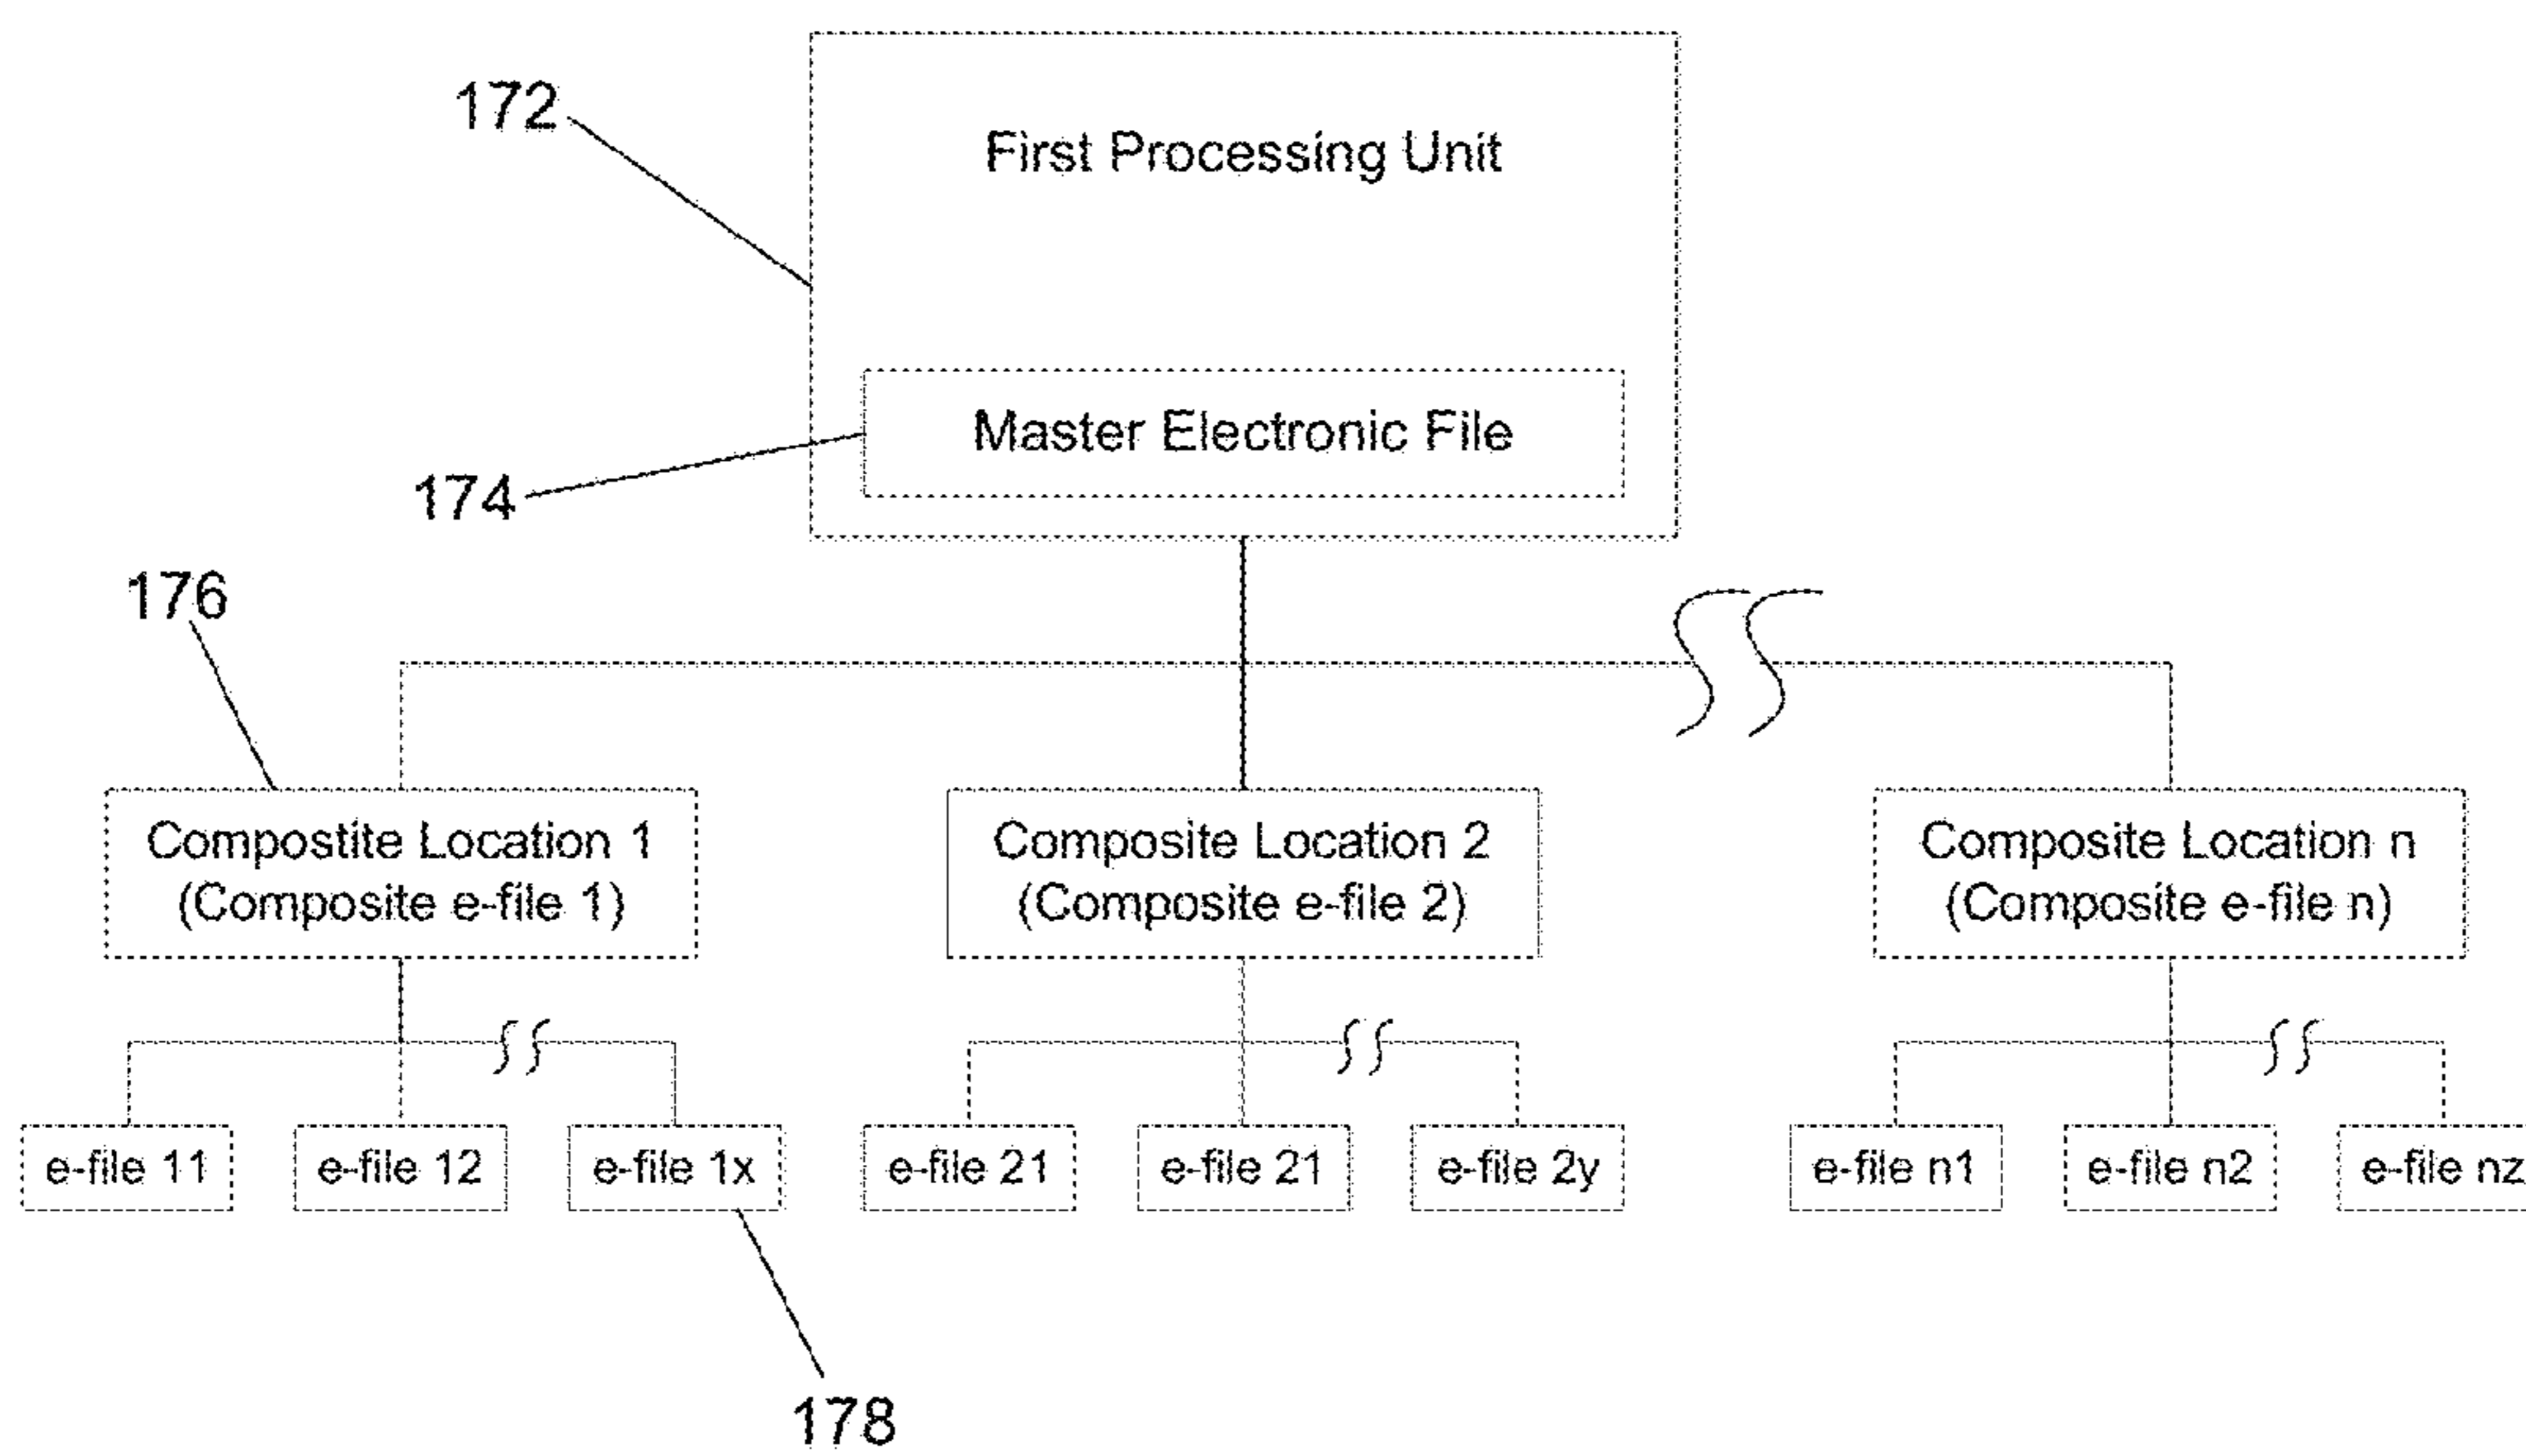 172
First Processing Unit
Master Electronic File
174
176
Compostite Location 1
(Composite e-file 1)
Composite Location 2
(Composite e-file 2)
Composite Location n
(Composite e-file n)
e-file 11
e-file 12
e-file 1x
e-file 21
e-file 21
e-file 2y
e-file n1
e-file n2
e-file nz
178